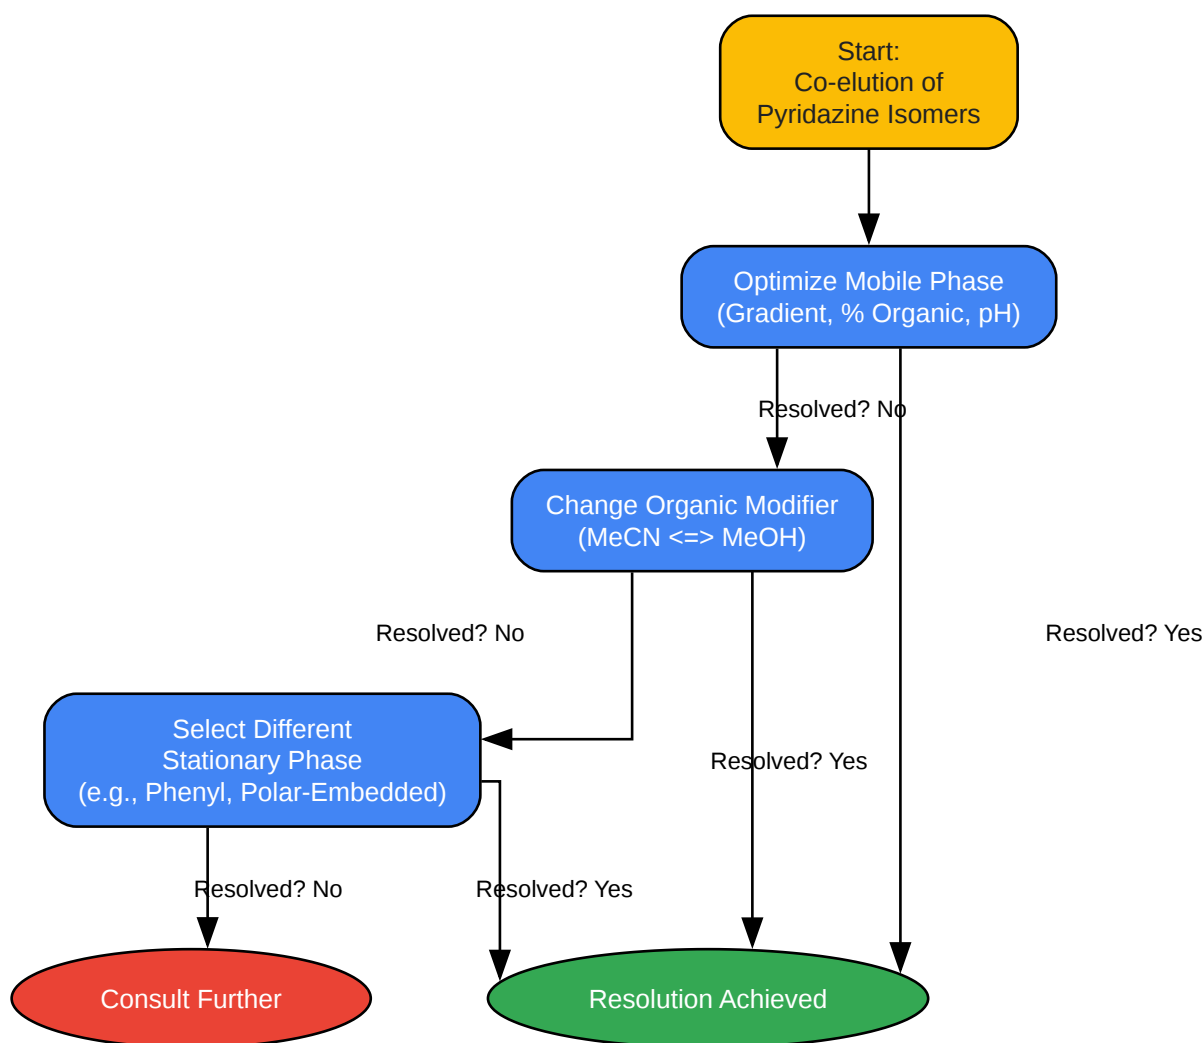 Start:
Co-elution of
Pyridazine Isomers
Optimize Mobile Phase
(Gradient, % Organic, pH)
Resolved? No
Change Organic Modifier
(MeCN <=> MeOH)
Resolved? No
Resolved? Yes
Select Different
Stationary Phase
(e.g., Phenyl, Polar-Embedded)
Resolved? Yes
Resolved? No
Resolved? Yes
Consult Further
Resolution Achieved